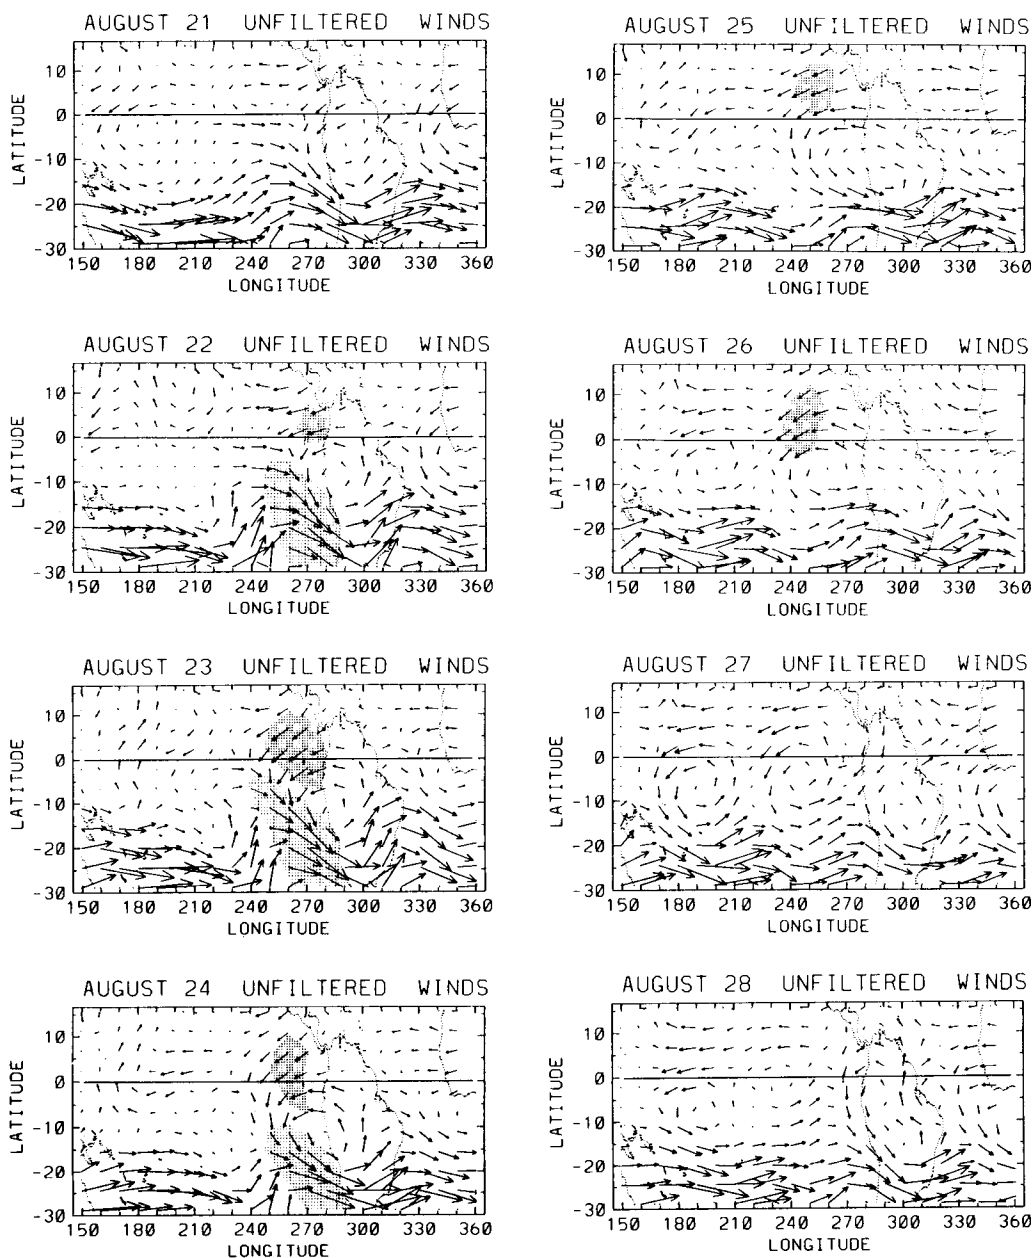 AUGUST 21 UNFILTERED WINDS
10
0
-10
-20
-30
LATITUDE
150 180 210 240 270 300 330 360
LONGITUDE
AUGUST 22 UNFILTERED WINDS
10
0
-10
-20
-30
LATITUDE
150 180 210 240 270 300 330 360
LONGITUDE
AUGUST 23 UNFILTERED WINDS
10
0
-10
-20
-30
LATITUDE
150 180 210 240 270 300 330 360
LONGITUDE
AUGUST 24 UNFILTERED WINDS
10
0
-10
-20
-30
LATITUDE
150 180 210 240 270 300 330 360
LONGITUDE
AUGUST 25 UNFILTERED WINDS
10
0
-10
-20
-30
LATITUDE
150 180 210 240 270 300 330 360
LONGITUDE
AUGUST 26 UNFILTERED WINDS
10
0
-10
-20
-30
LATITUDE
150 180 210 240 270 300 330 360
LONGITUDE
AUGUST 27 UNFILTERED WINDS
10
0
-10
-20
-30
LATITUDE
150 180 210 240 270 300 330 360
LONGITUDE
AUGUST 28 UNFILTERED WINDS
10
0
-10
-20
-30
LATITUDE
150 180 210 240 270 300 330 360
LONGITUDE